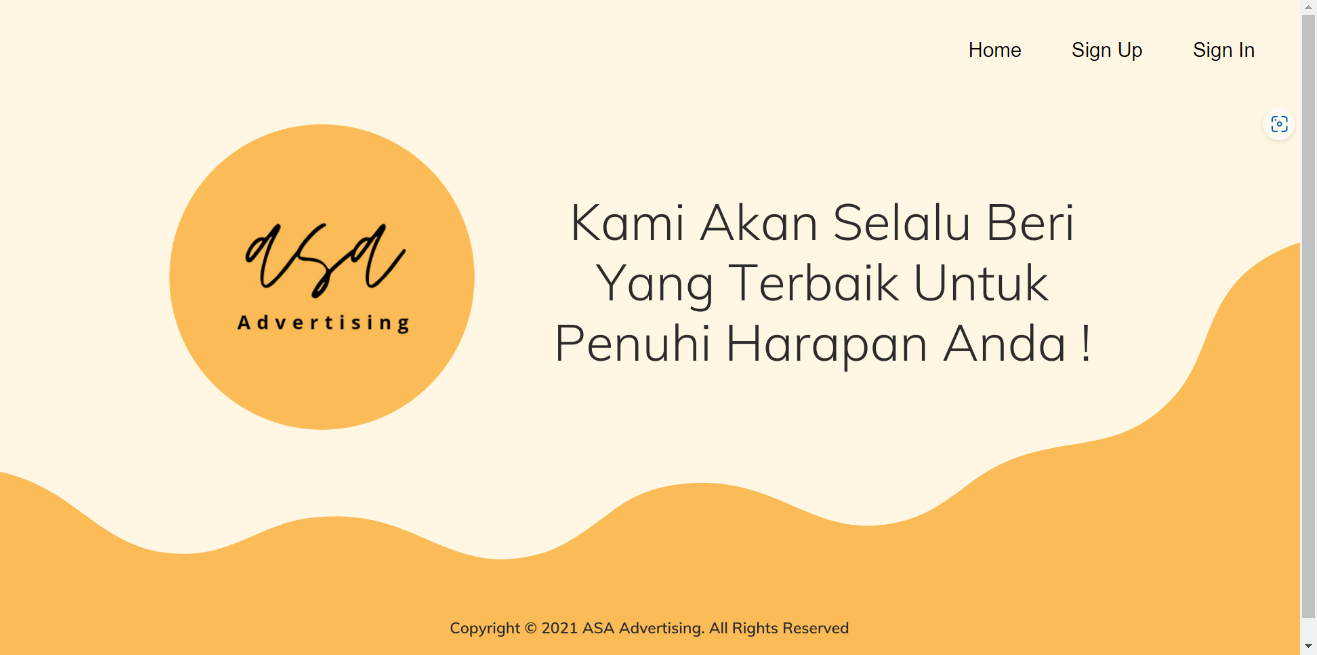 Home Sign Up Sign In
asa
Advertising
Kami Akan Selalu Beri
Yang Terbaik Untuk
Penuhi Harapan Anda !
Copyright © 2021 ASA Advertising. All Rights Reserved